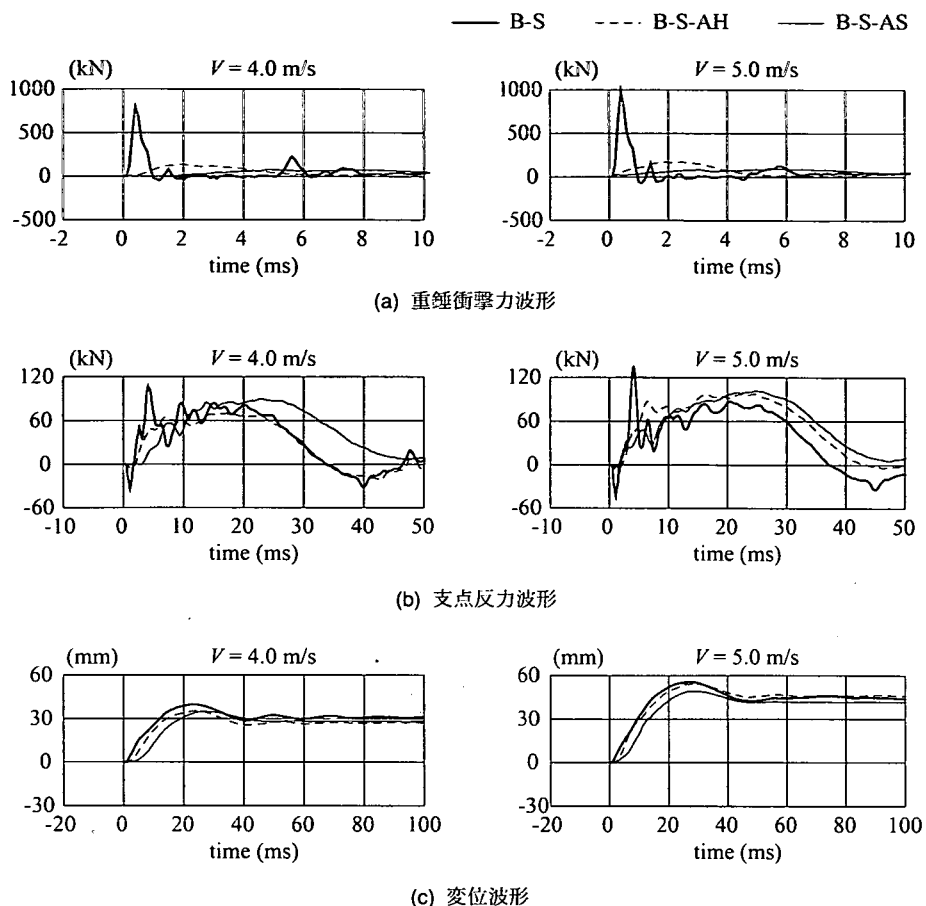 B-S B-S-AH B-S-AS
(kN) V = 4.0 m/s
1000
500
0
-500
-2 0 2 4 6 8 10
time (ms)
(kN) V = 5.0 m/s
1000
500
0
-500
-2 0 2 4 6 8 10
time (ms)
(a) 重錘衝撃力波形
(kN) V = 4.0 m/s
120
60
0
-60
-10 0 10 20 30 40 50
time (ms)
(kN) V = 5.0 m/s
120
60
0
-60
-10 0 10 20 30 40 50
time (ms)
(b) 支点反力波形
(mm) V = 4.0 m/s
60
30
0
-30
-20 0 20 40 60 80 100
time (ms)
(mm) V = 5.0 m/s
60
30
0
-30
-20 0 20 40 60 80 100
time (ms)
(c) 変位波形